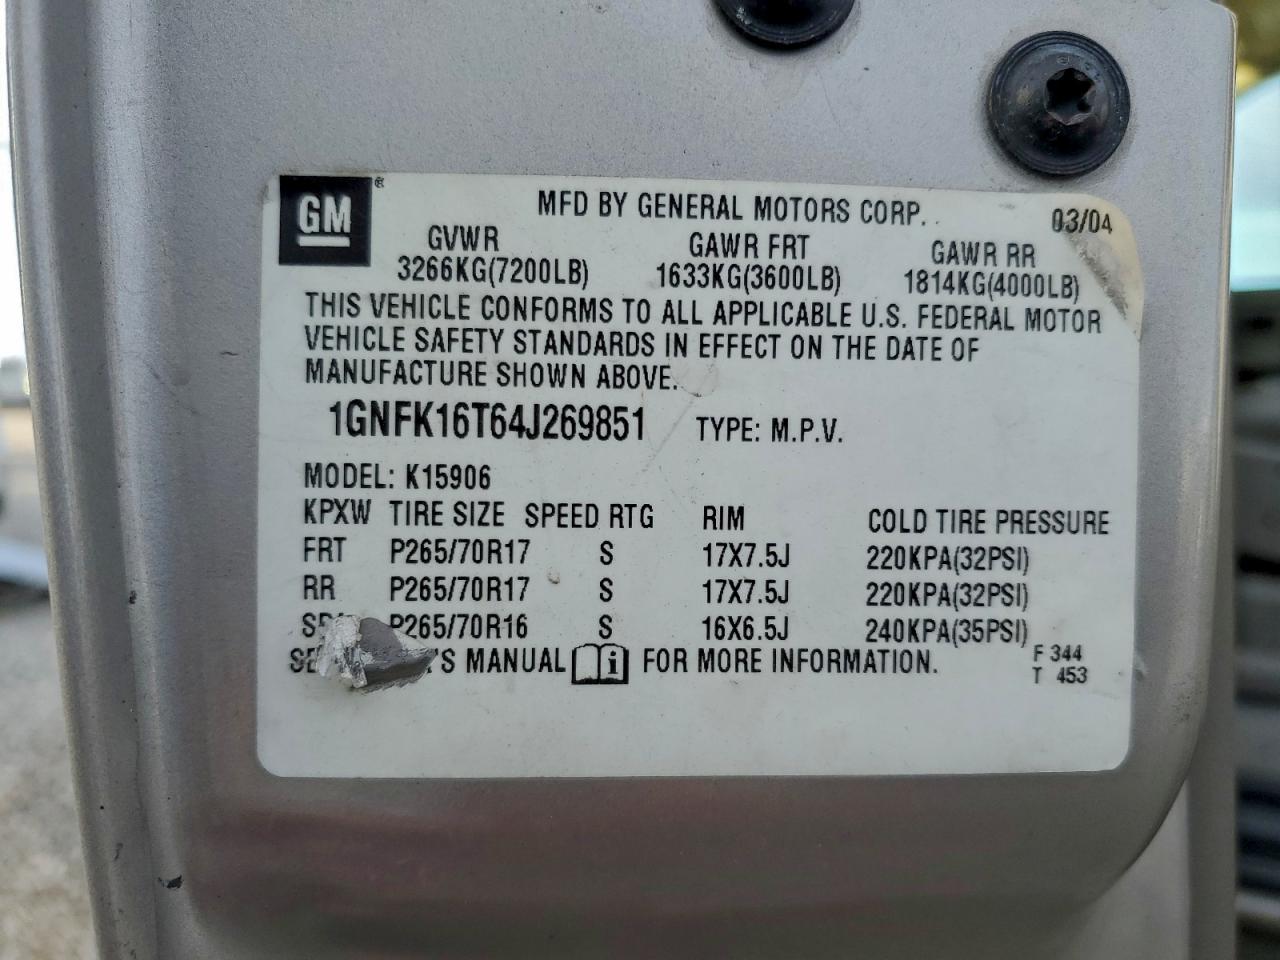 GM®
MFD BY GENERAL MOTORS CORP. 03/04
GVWR GAWR FRT GAWR RR
3266KG(7200LB) 1633KG(3600LB) 1814KG(4000LB)
THIS VEHICLE CONFORMS TO ALL APPLICABLE U.S. FEDERAL MOTOR
VEHICLE SAFETY STANDARDS IN EFFECT ON THE DATE OF
MANUFACTURE SHOWN ABOVE.
1GNFK16T64J269851 TYPE: M.P.V.
MODEL: K15906
KPXW TIRE SIZE SPEED RTG RIM COLD TIRE PRESSURE
FRT P265/70R17 S 17X7.5J 220KPA(32PSI)
RR P265/70R17 S 17X7.5J 220KPA(32PSI)
P265/70R16 S 16X6.5J 240KPA(35PSI)
MANUAL i FOR MORE INFORMATION. F 344
T 453